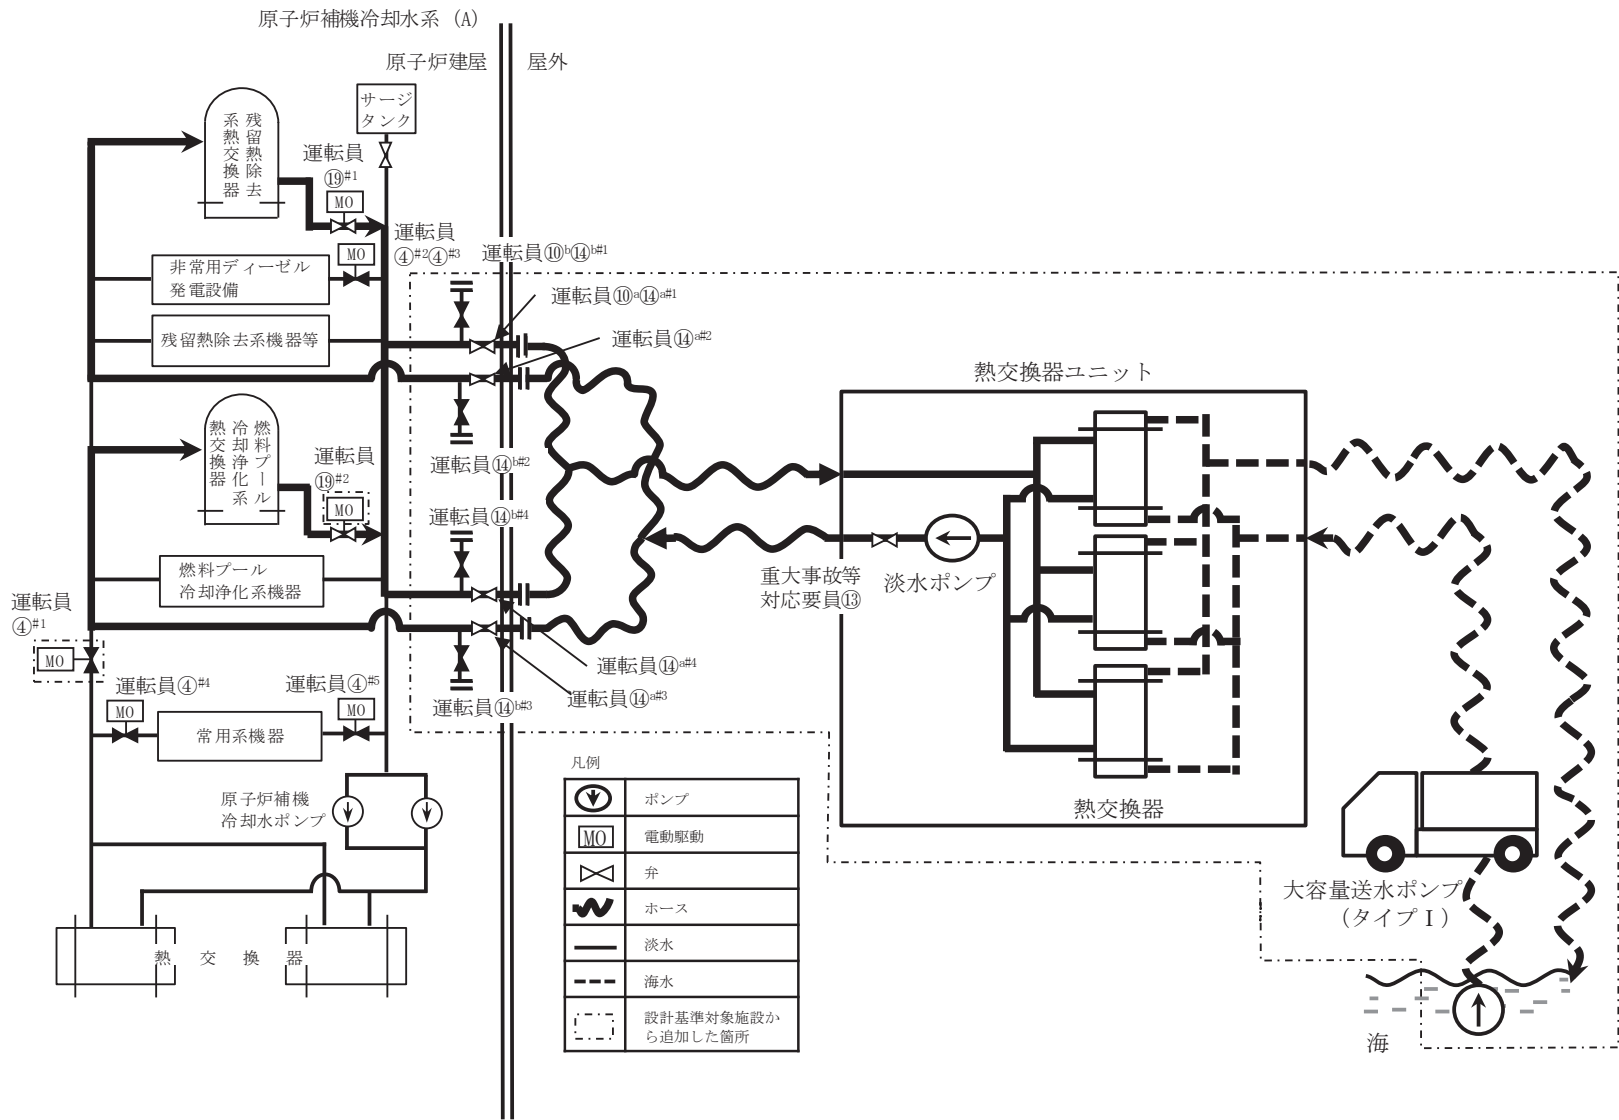 原子炉補機冷却水系（A）
原子炉建屋
屋外
サージ
タンク
残留熱除去
系熱交換器
運転員
⑲#1
MO
運転員
④#2④#3
MO
非常用ディーゼル
発電設備
残留熱除去系機器等
運転員⑩b⑭b#1
運転員⑩a⑭a#1
運転員⑭a#2
運転員⑭b#2
燃料プール
冷却浄化系
熱交換器
運転員
⑲#2
MO
運転員⑭b#4
燃料プール
冷却浄化系機器
運転員
④#1
MO
運転員⑭a#4
運転員⑭a#3
運転員⑭b#3
運転員④#4
MO
運転員④#5
MO
常用系機器
原子炉補機
冷却水ポンプ
熱交換器
熱交換器ユニット
重大事故等
対応要員⑬
淡水ポンプ
熱交換器
大容量送水ポンプ
（タイプⅠ）
海
凡例
ポンプ
MO
電動駆動
弁
ホース
淡水
海水
設計基準対象施設か
ら追加した箇所